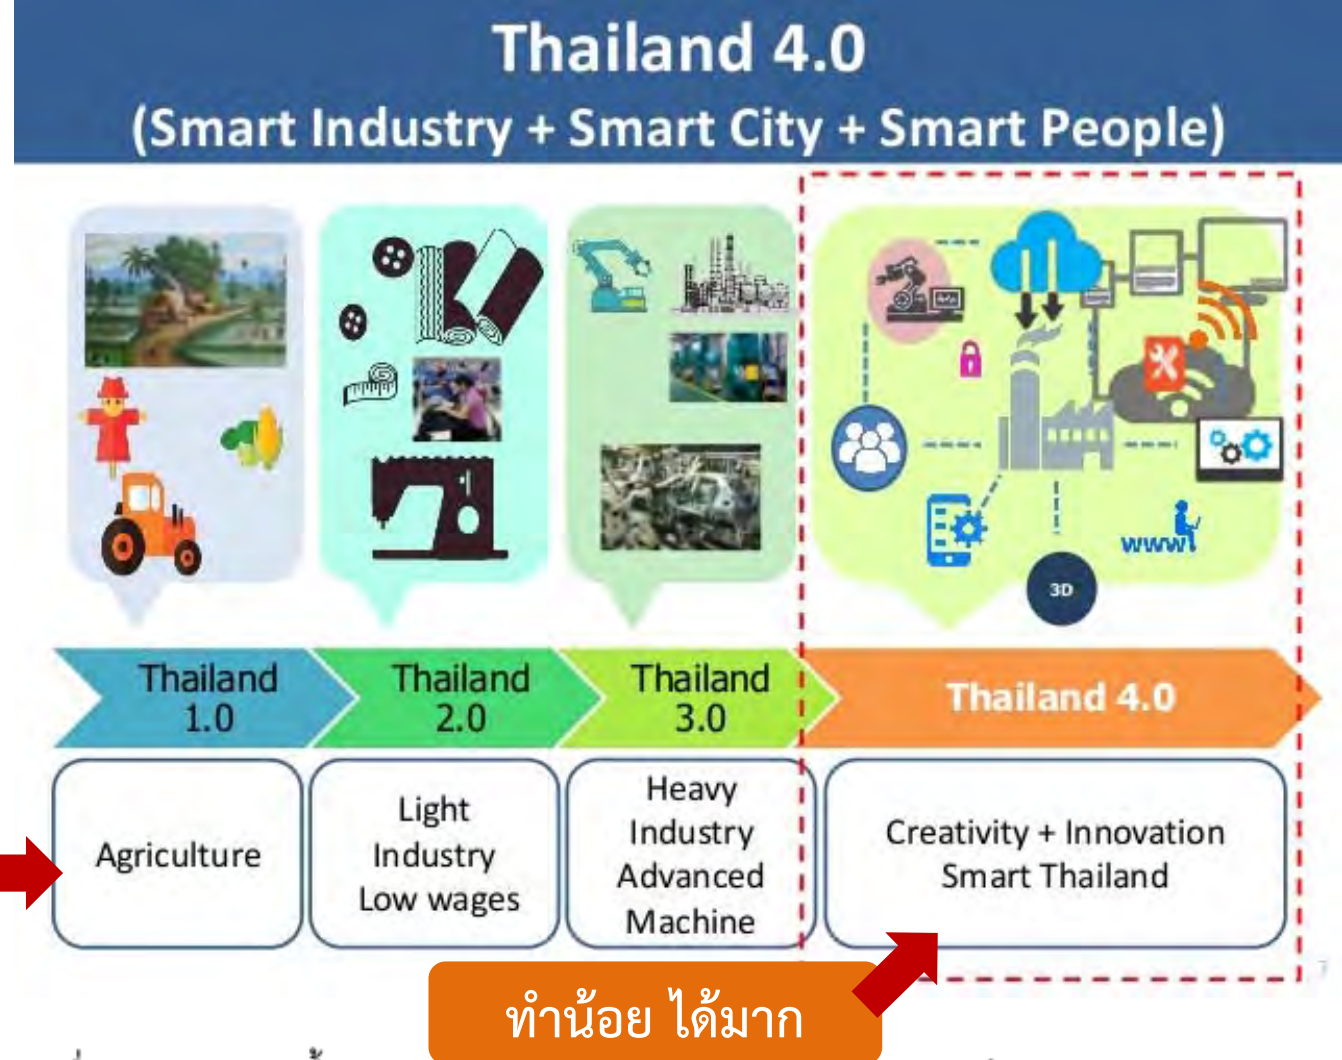 Thailand 4.0
(Smart Industry + Smart City + Smart People)
3D
www
Thailand
1.0
Thailand
2.0
Thailand
3.0
Thailand 4.0
Agriculture
Light
Industry
Low wages
Heavy
Industry
Advanced
Machine
Creativity + Innovation
Smart Thailand
7
ทำน้อย ได้มาก